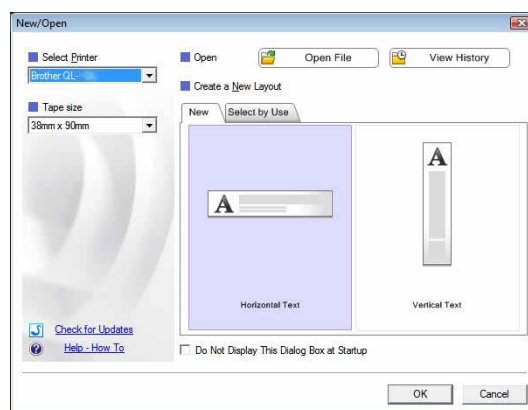 New/Open
Select Printer
Brother QL-
Tape size
38mm x 90mm
Check for Updates
Help - How To
Open
Open File
View History
Create a New Layout
New
Select by Use
A
Horizontal Text
A
Vertical Text
Do Not Display This Dialog Box at Startup
OK
Cancel